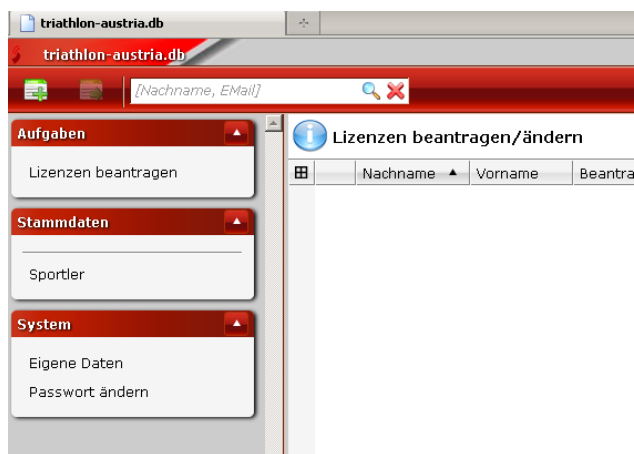 triathlon-austria.db
triathlon-austria.db
[Nachname, EMail]
Aufgaben
Lizenzen beantragen
Stammdaten
Sportler
System
Eigene Daten
Passwort ändern
Lizenzen beantragen/ändern
Nachname Vorname Beantra